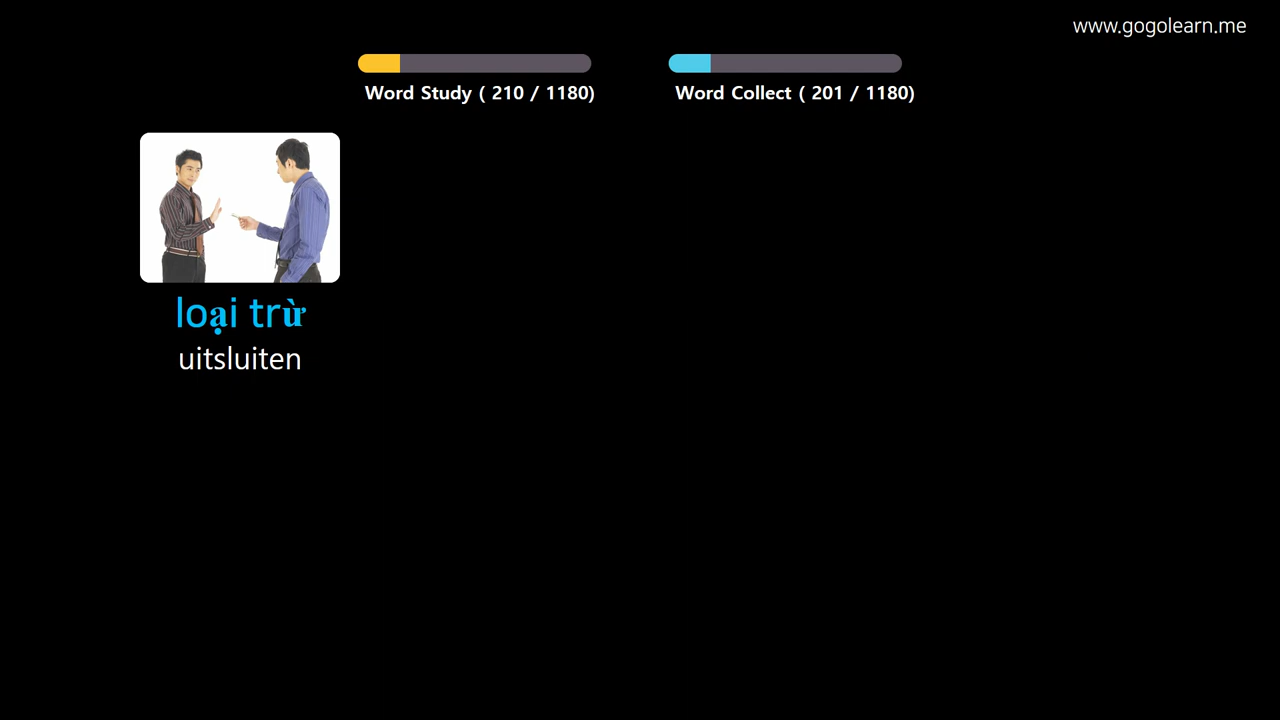 www.gogolearn.me
Word Study ( 210 / 1180)
Word Collect ( 201 / 1180)
loại trừ
uitsluiten